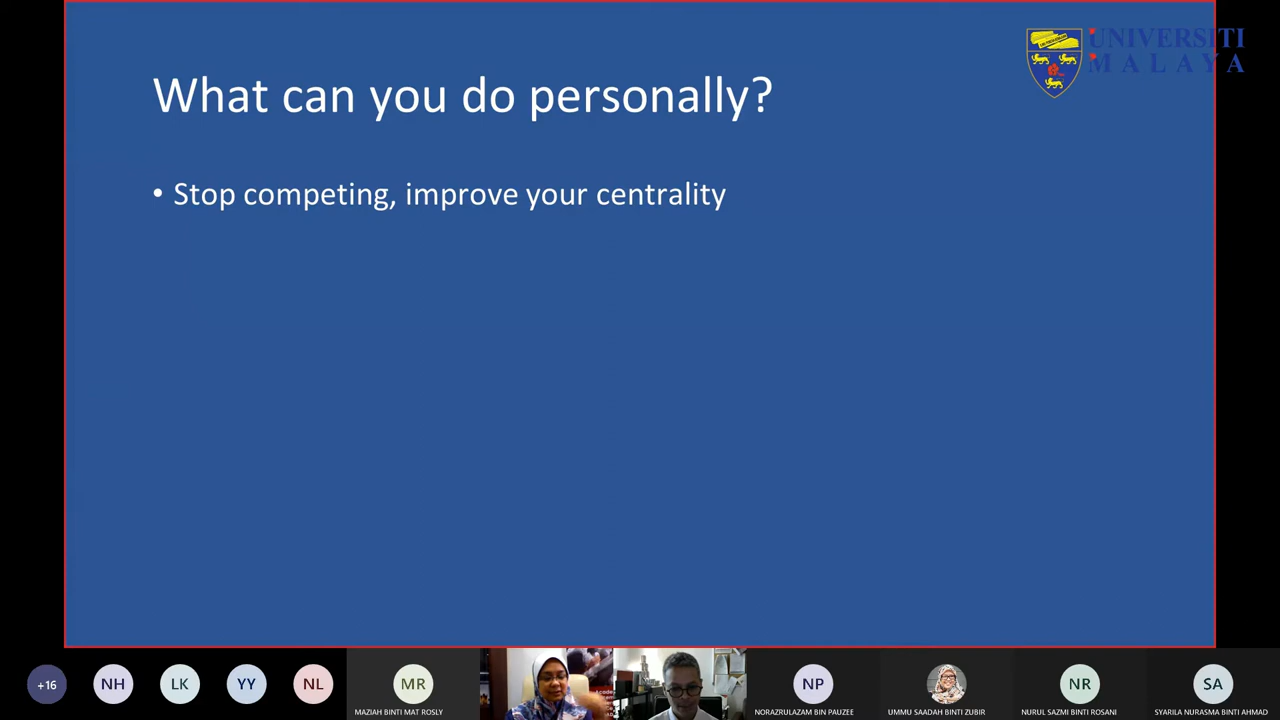 UNIVERSITI
MALAYA
What can you do personally?
• Stop competing, improve your centrality
+16
NH
LK
YY
NL
MR
NP
NR
SA
MAZIAH BINTI MAT ROSLY
NORAZRULAZAM BIN PAUZEE
UMMU SAADAH BINTI ZUBIR
NURUL SAZMI BINTI ROSANI
SYARILA NURASMA BINTI AHMAD